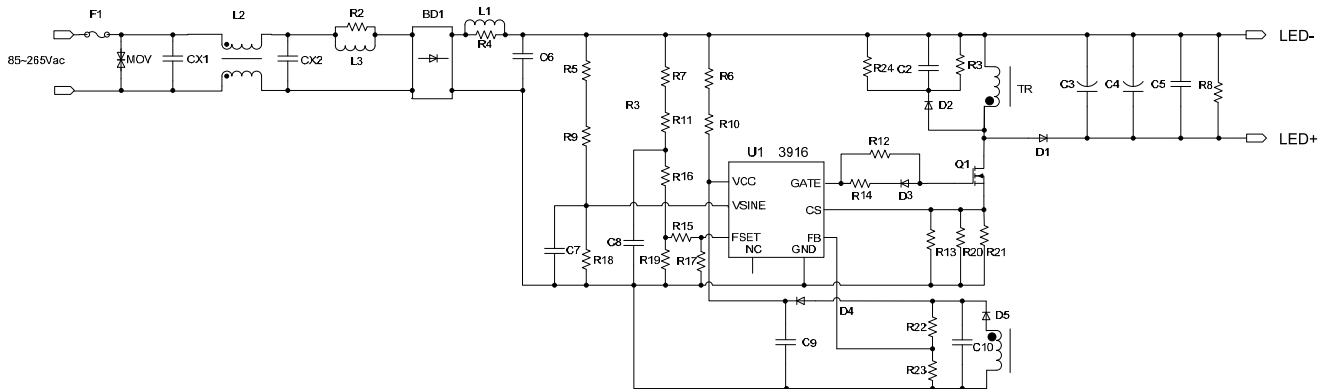 F1
L2
R2
BD1
L1
LED-
R4
85~265Vac
MOV
CX1
CX2
L3
C6
R5
R7
R6
R24
C2
R3
TR
C3
C4
C5
R8
D2
R3
R9
R11
R10
D1
LED+
U1 3916
R12
Q1
R16
VCC
GATE
R14
D3
VSINE
CS
R15
FSET
FB
C7
C8
NC
GND
R18
R19
R17
R13
R20
R21
D4
D5
C9
R22
C10
R23